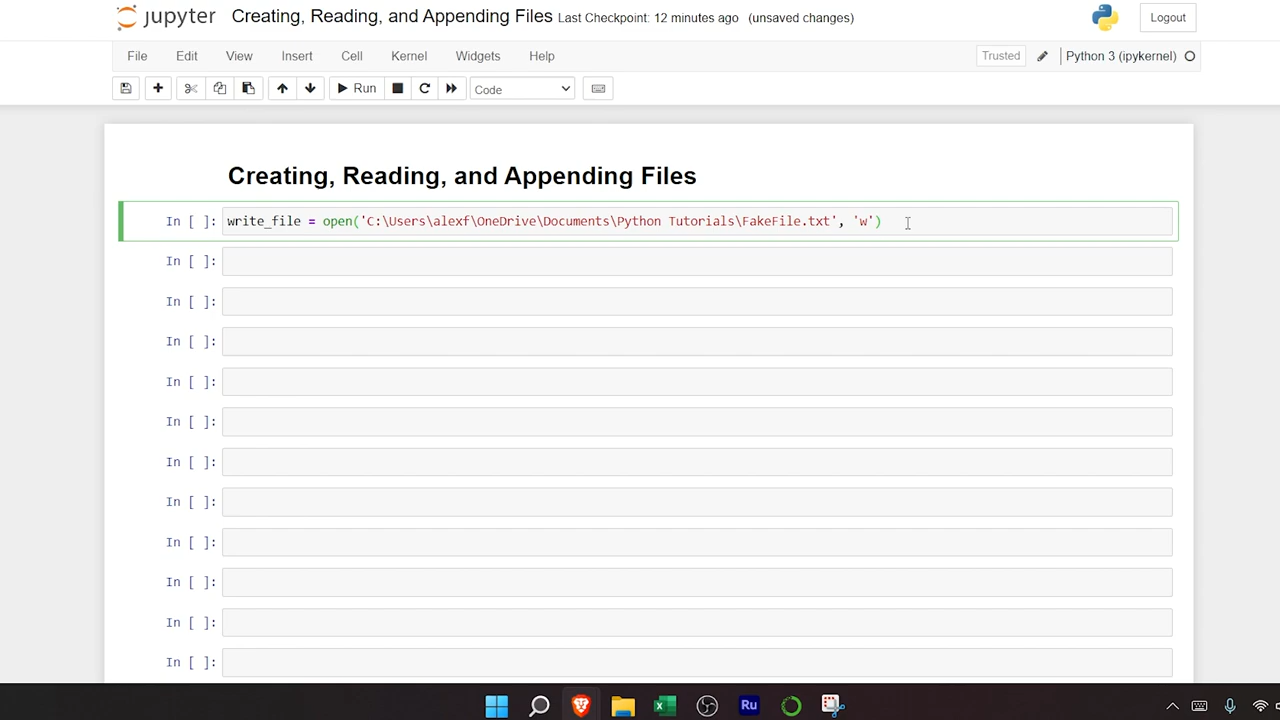 jupyter Creating, Reading, and Appending Files Last Checkpoint: 12 minutes ago (unsaved changes) Logout
File Edit View Insert Cell Kernel Widgets Help Trusted Python 3 (ipykernel)
Run Code
Creating, Reading, and Appending Files
In [ ]: write_file = open('C:\Users\alexf\OneDrive\Documents\Python Tutorials\FakeFile.txt', 'w')
In [ ]:
In [ ]:
In [ ]:
In [ ]:
In [ ]:
In [ ]:
In [ ]:
In [ ]:
In [ ]:
In [ ]:
In [ ]:
Ru